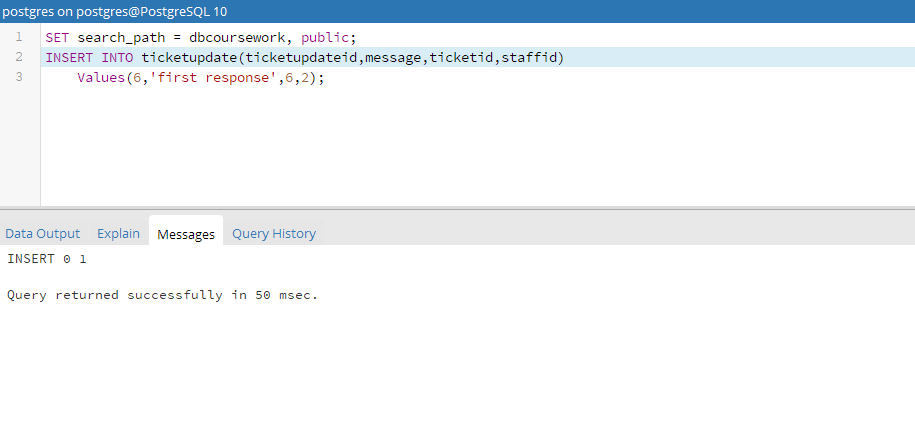 postgres on postgres@PostgreSQL 10
1 SET search_path = dbcoursework, public;
2 INSERT INTO ticketupdate(ticketupdateid,message,ticketid,staffid)
3 Values(6,'first response',6,2);
Data Output Explain Messages Query History
INSERT 0 1
Query returned successfully in 50 msec.